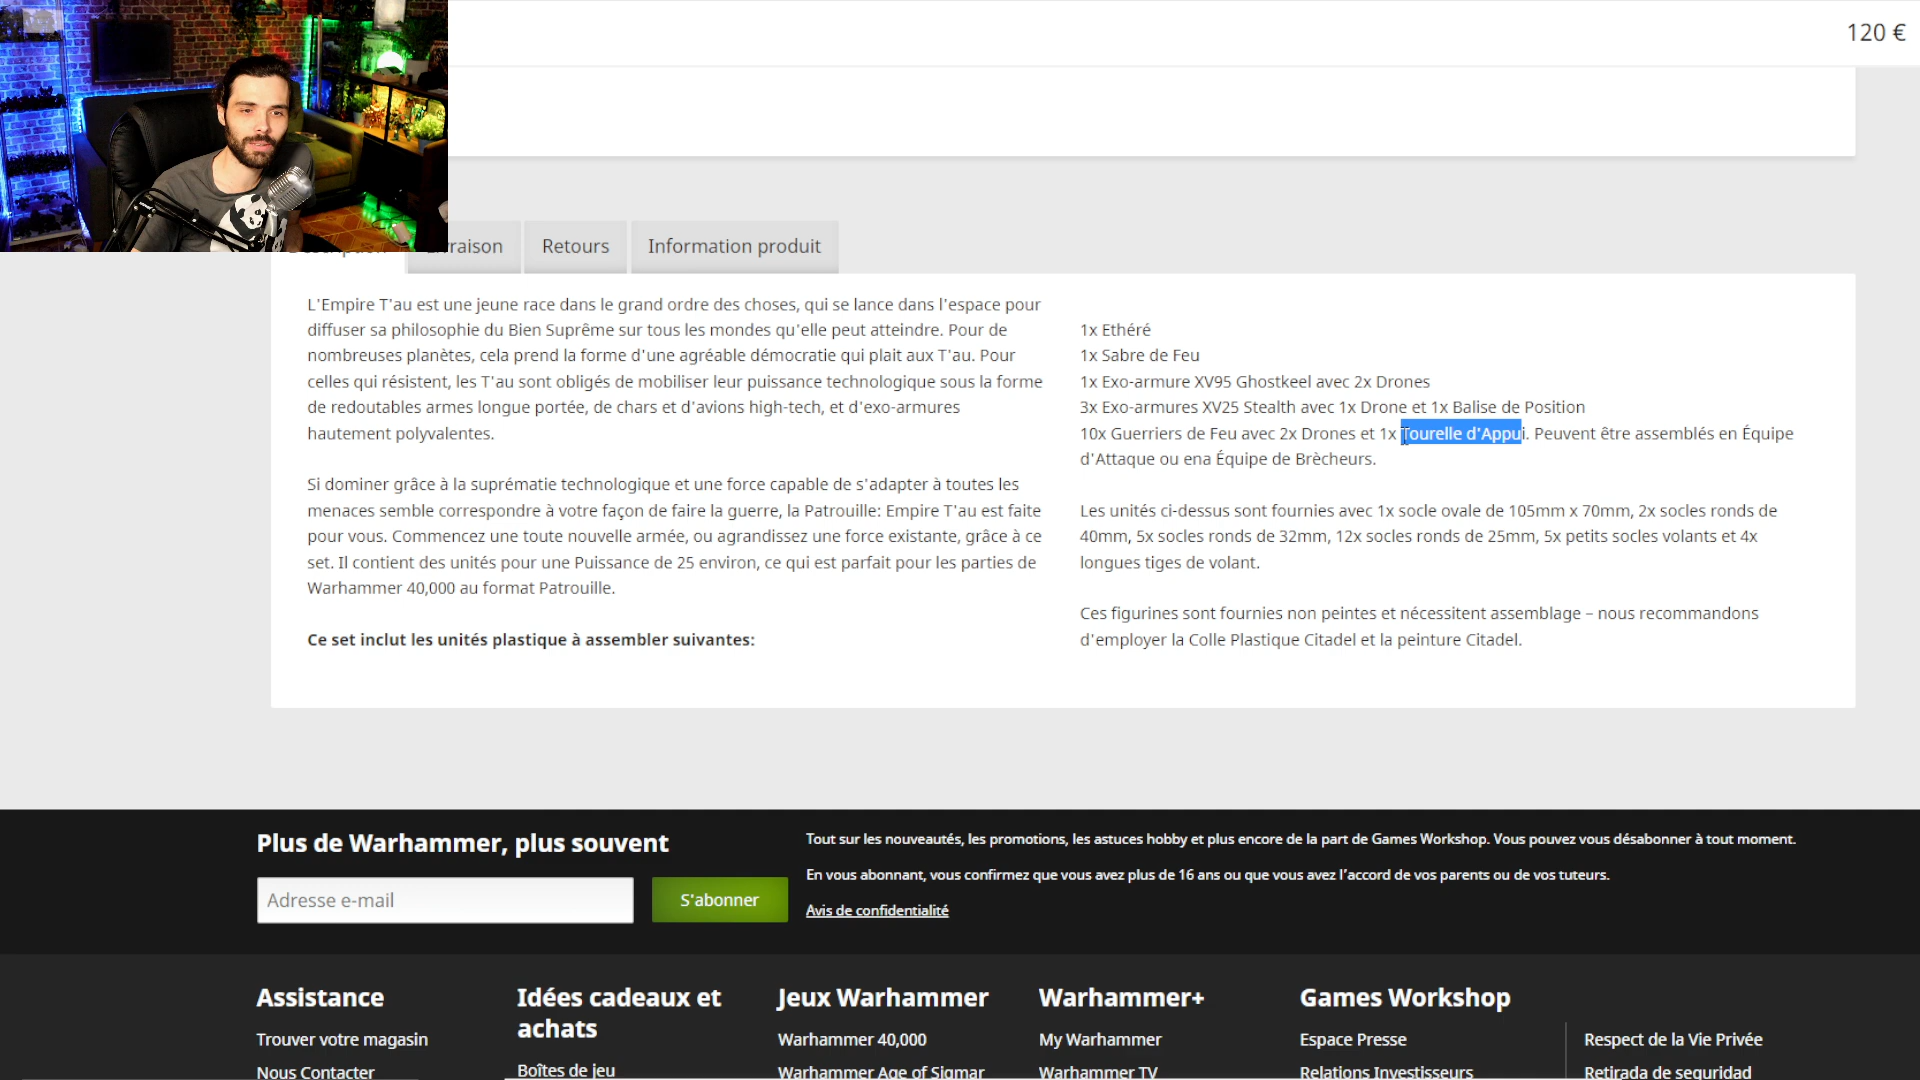 120 €
Retours
Information produit
L'Empire T'au est une jeune race dans le grand ordre des choses, qui se lance dans l'espace pour
diffuser sa philosophie du Bien Suprême sur tous les mondes qu'elle peut atteindre. Pour de
nombreuses planètes, cela prend la forme d'une agréable démocratie qui plait aux T'au. Pour
celles qui résistent, les T'au sont obligés de mobiliser leur puissance technologique sous la forme
de redoutables armes longue portée, de chars et d'avions high-tech, et d'exo-armures
hautement polyvalentes.
Si dominer grâce à la suprématie technologique et une force capable de s'adapter à toutes les
menaces semble correspondre à votre façon de faire la guerre, la Patrouille: Empire T'au est faite
pour vous. Commencez une toute nouvelle armée, ou agrandissez une force existante, grâce à ce
set. Il contient des unités pour une Puissance de 25 environ, ce qui est parfait pour les parties de
Warhammer 40,000 au format Patrouille.
Ce set inclut les unités plastique à assembler suivantes:
1x Ethéré
1x Sabre de Feu
1x Exo-armure XV95 Ghostkeel avec 2x Drones
3x Exo-armures XV25 Stealth avec 1x Drone et 1x Balise de Position
10x Guerriers de Feu avec 2x Drones et 1x Tourelle d'Appui. Peuvent être assemblés en Équipe
d'Attaque ou ena Équipe de Brècheurs.
Les unités ci-dessus sont fournies avec 1x socle ovale de 105mm x 70mm, 2x socles ronds de
40mm, 5x socles ronds de 32mm, 12x socles ronds de 25mm, 5x petits socles volants et 4x
longues tiges de volant.
Ces figurines sont fournies non peintes et nécessitent assemblage – nous recommandons
d'employer la Colle Plastique Citadel et la peinture Citadel.
Plus de Warhammer, plus souvent
Adresse e-mail
S'abonner
Tout sur les nouveautés, les promotions, les astuces hobby et plus encore de la part de Games Workshop. Vous pouvez vous désabonner à tout moment.
En vous abonnant, vous confirmez que vous avez plus de 16 ans ou que vous avez l'accord de vos parents ou de vos tuteurs.
Avis de confidentialité
Assistance
Trouver votre magasin
Nous Contacter
Idées cadeaux et
achats
Boîtes de jeu
Jeux Warhammer
Warhammer 40,000
Warhammer Age of Sigmar
Warhammer+
My Warhammer
Warhammer TV
Games Workshop
Espace Presse
Relations Investisseurs
Respect de la Vie Privée
Retirada de seguridad